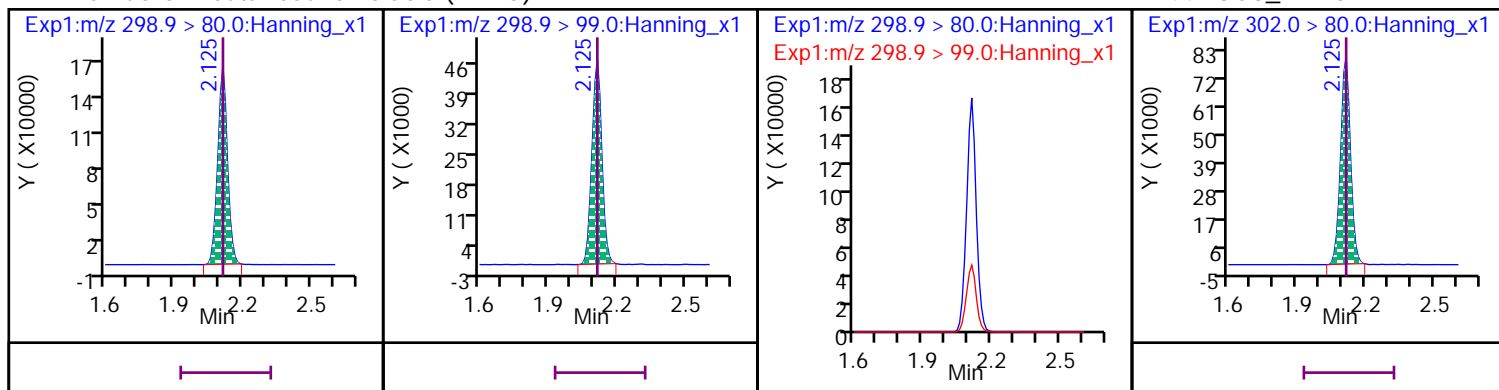 Exp1:m/z 298.9 > 80.0:Hanning_x1
Y ( X10000)
17
14
11
8
5
2
-1
2.125
1.6 1.9 2.2 2.5
Min
Exp1:m/z 298.9 > 99.0:Hanning_x1
Y ( X1000)
46
39
32
25
18
11
4
-3
2.125
1.6 1.9 2.2 2.5
Min
Exp1:m/z 298.9 > 80.0:Hanning_x1
Exp1:m/z 298.9 > 99.0:Hanning_x1
Y ( X10000)
18
16
14
12
10
8
6
4
2
0
1.6 1.9 2.2 2.5
Min
Exp1:m/z 302.0 > 80.0:Hanning_x1
Y ( X10000)
83
72
61
50
39
28
17
6
-5
2.125
1.6 1.9 2.2 2.5
Min